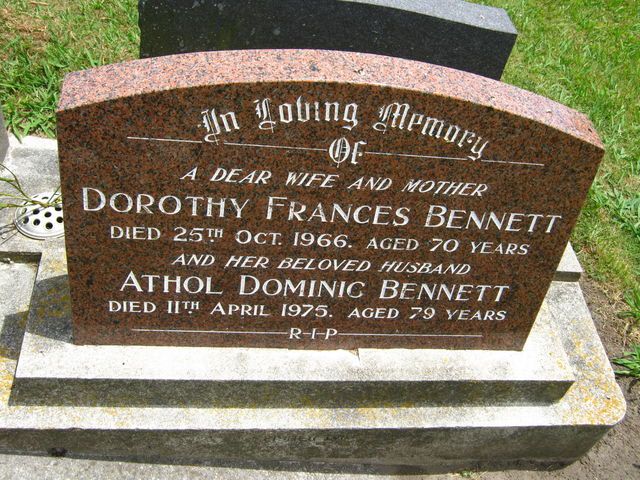 In Loving Memory
Of
A DEAR WIFE AND MOTHER
DOROTHY FRANCES BENNETT
DIED 25TH OCT. 1966. AGED 70 YEARS
AND HER BELOVED HUSBAND
ATHOL DOMINIC BENNETT
DIED 11TH APRIL 1975. AGED 79 YEARS
R-I-P